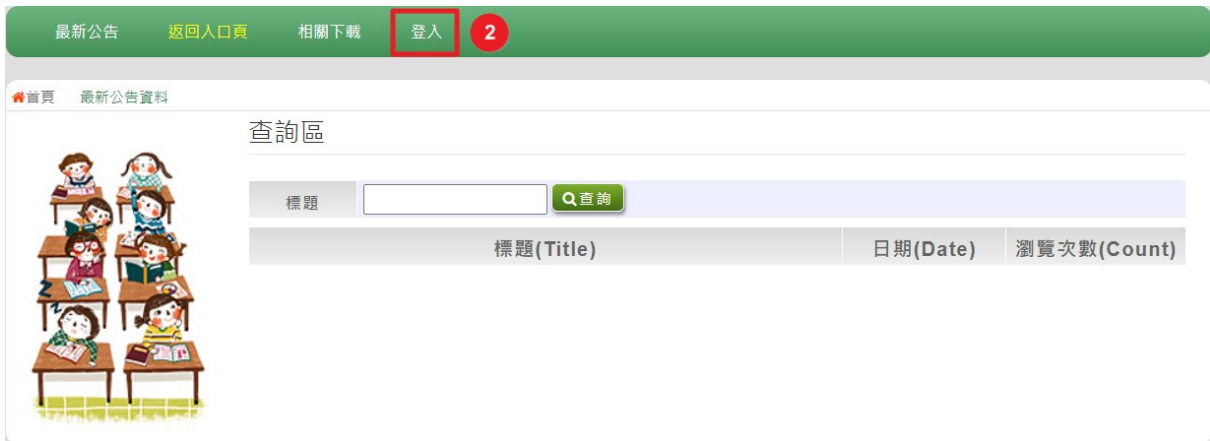 最新公告 返回入口頁 相關下載 登入 2
首頁 最新公告資料
查詢區
標題 查詢
標題(Title) 日期(Date) 瀏覽次數(Count)